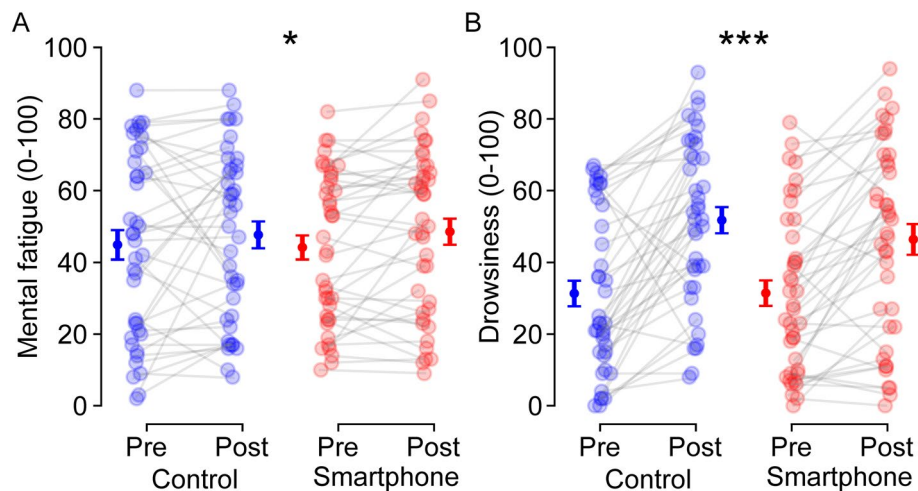 A
*
Mental fatigue (0-100)
100
80
60
40
20
0
Pre Post Pre Post
Control Smartphone
B
***
Drowsiness (0-100)
100
80
60
40
20
0
Pre Post Pre Post
Control Smartphone